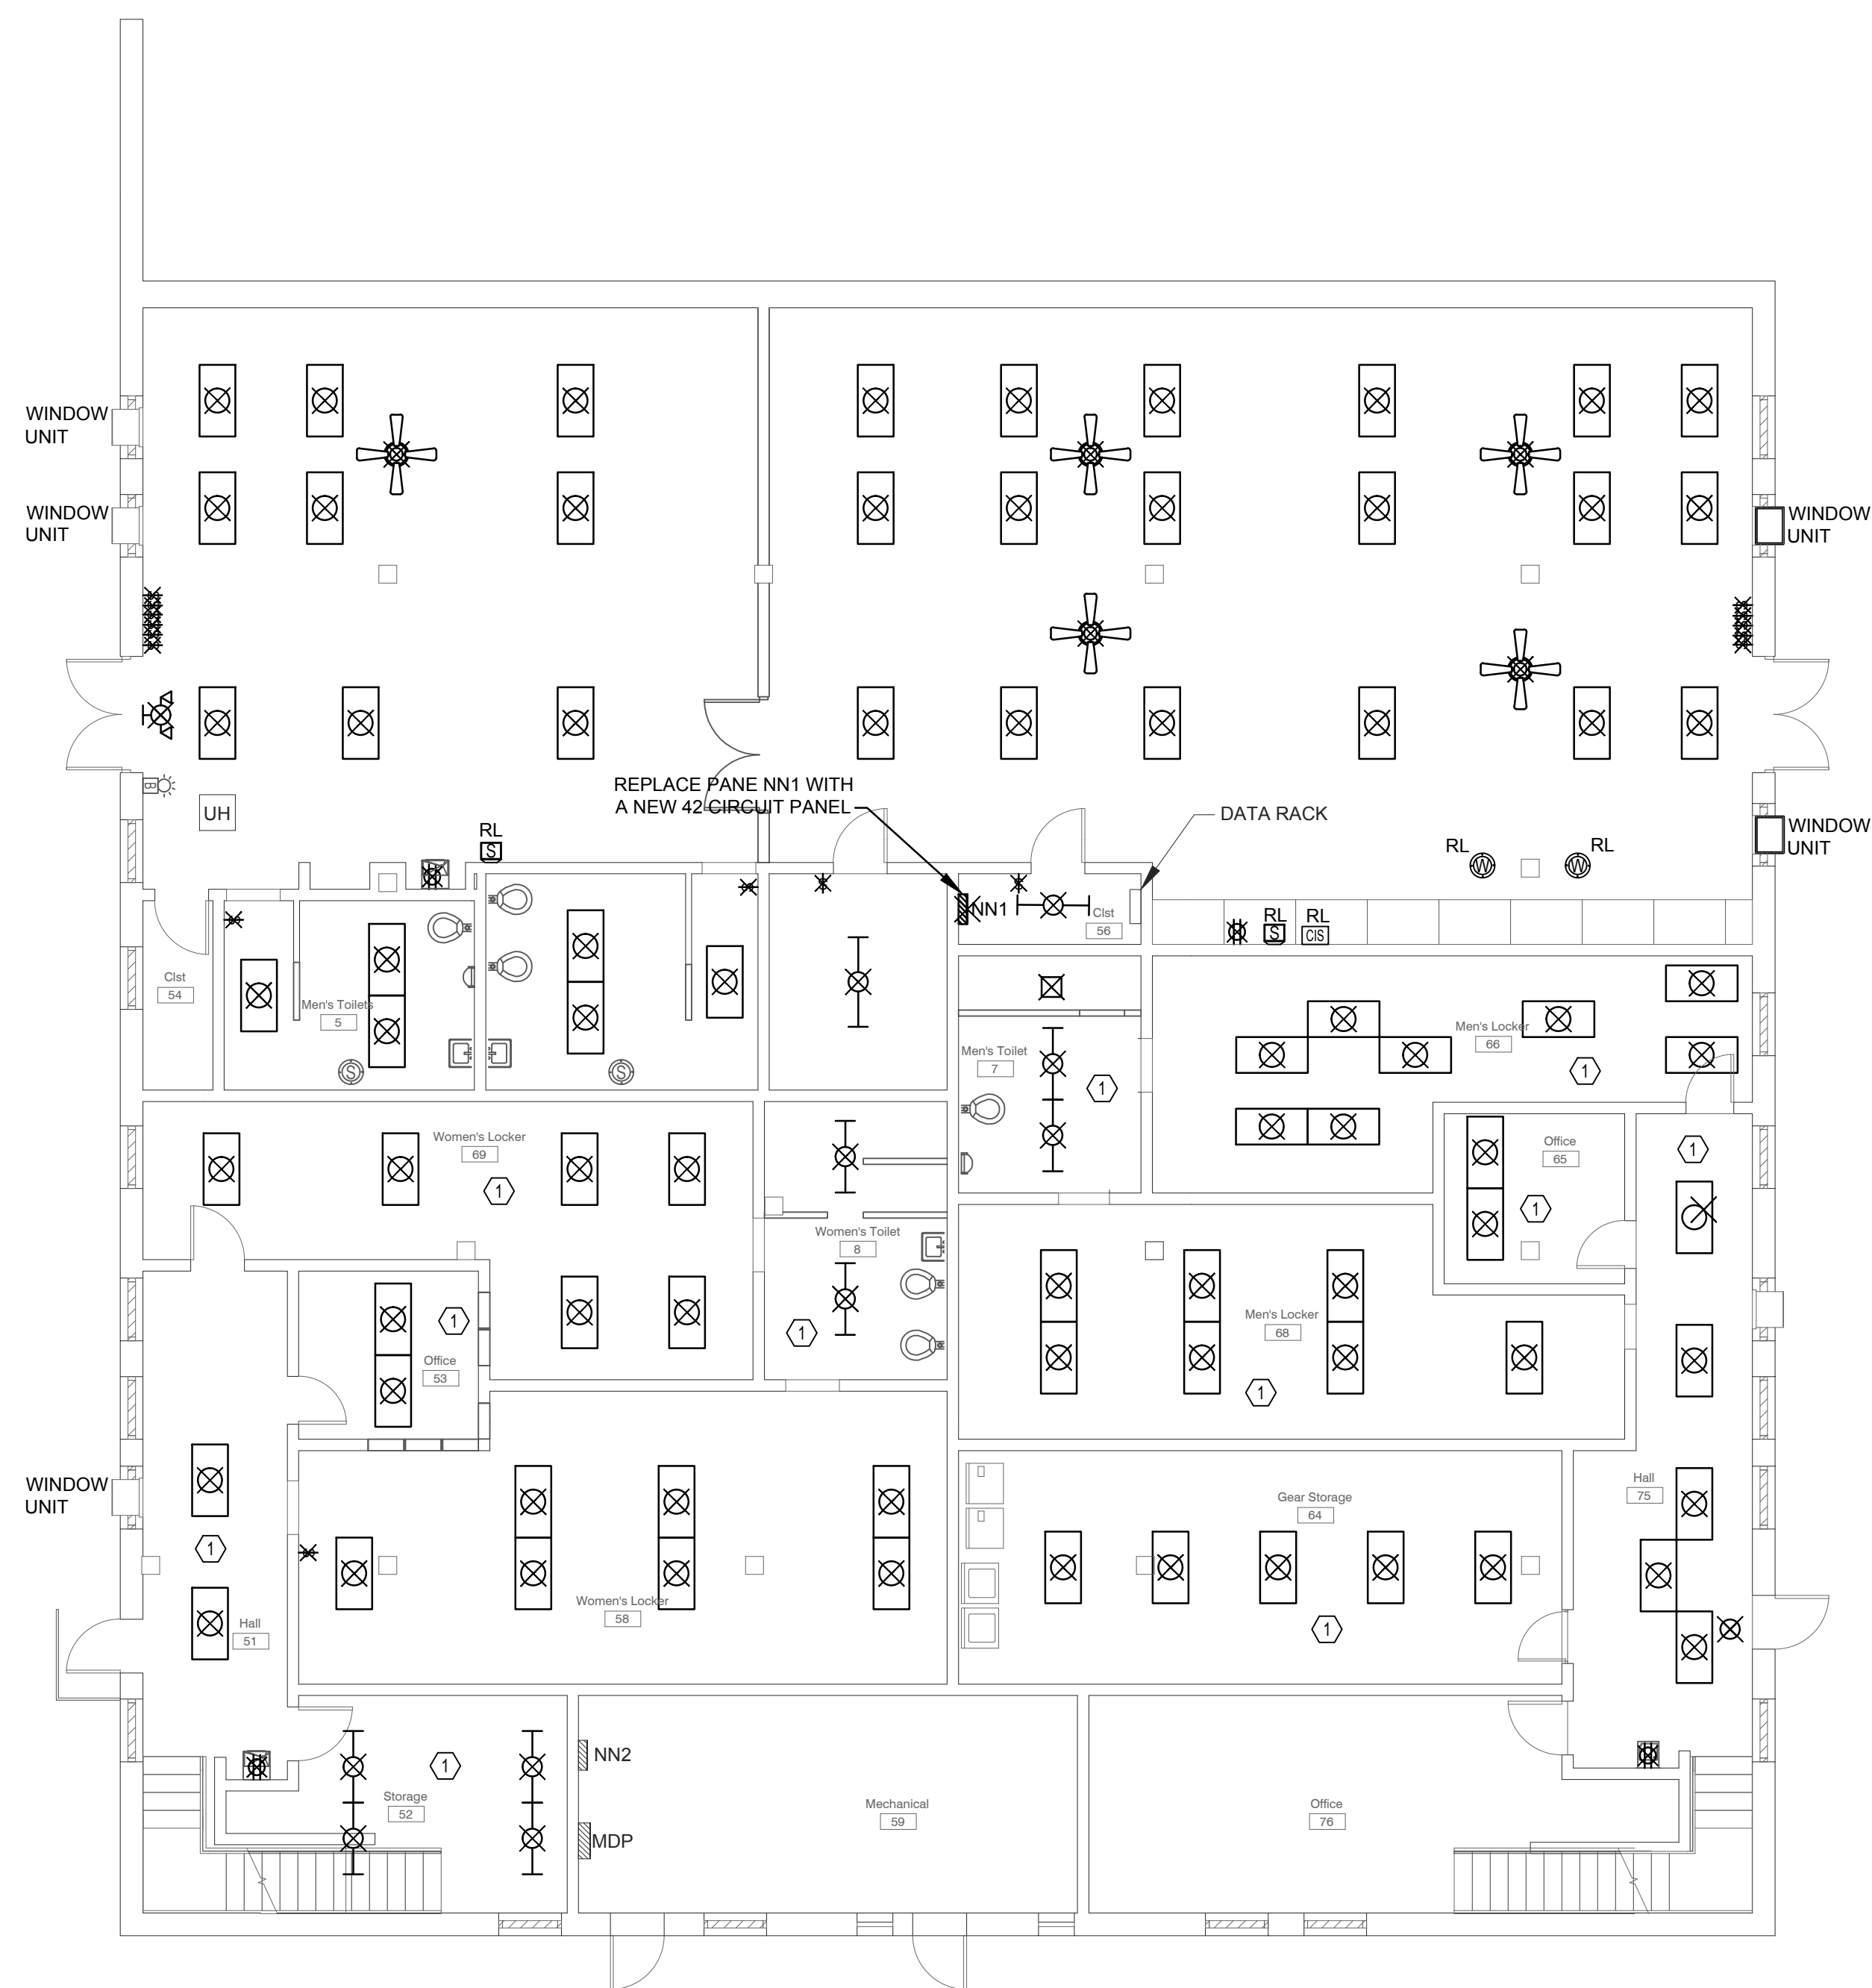 WINDOW
UNIT
WINDOW
UNIT
WINDOW
UNIT
REPLACE PANE NN1 WITH
A NEW 42 CIRCUIT PANEL
DATA RACK
UH
B
RL
S
WINDOW
UNIT
RL
W
RL
W
NN1
Clst
56
RL
S
RL
CIS
Clst
54
Men's Toilets
5
S
S
Men's Toilet
7
1
Men's Locker
66
1
Women's Locker
69
1
Office
65
1
1
Women's Toilet
8
1
Office
53
1
Men's Locker
68
1
WINDOW
UNIT
1
Hall
51
Women's Locker
58
Gear Storage
64
1
Hall
75
Storage
52
1
NN2
MDP
Mechanical
59
Office
76